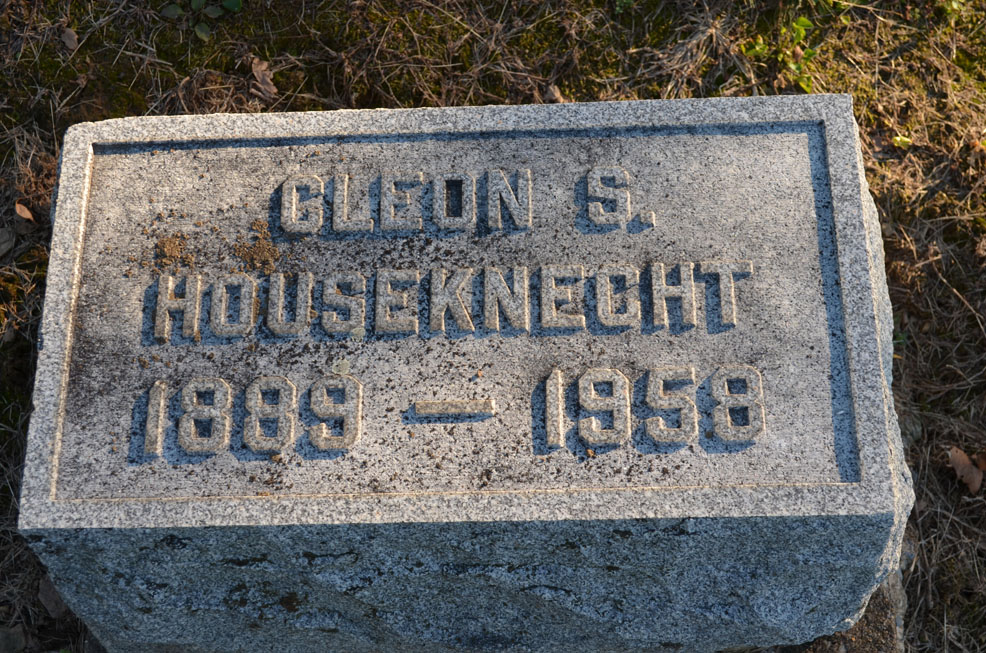 CLEON S.
HOUSEKNECHT
1889 – 1958